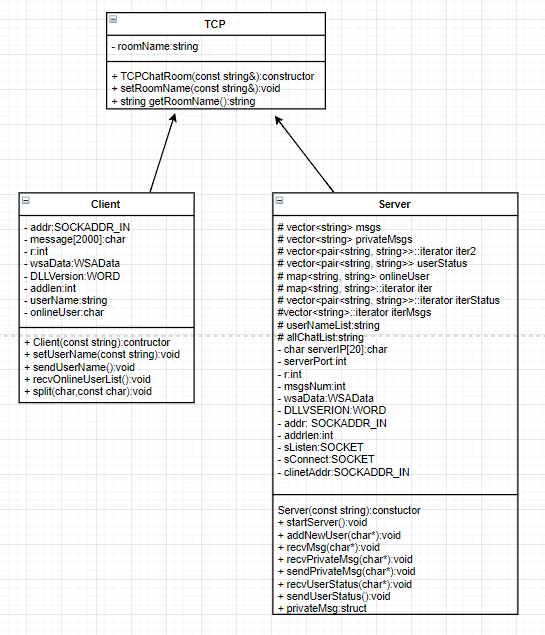 TCP
- roomName:string
+ TCPChatRoom(const string&):constructor
+ setRoomName(const string&):void
+ string getRoomName():string
Client
- addr:SOCKADDR_IN
- message[2000]:char
- r:int
- wsaData:WSAData
- DLLVersion:WORD
- addlen:int
- userName:string
- onlineUser:char
+ Client(const string):contructor
+ setUserName(const string):void
+ sendUserName():void
+ recvOnlineUserList():void
+ split(char,const char):void
Server
# vector<string> msgs
# vector<string> privateMsgs
# vector<pair<string, string>>::iterator iter2
# vector<pair<string, string>> userStatus
# map<string, string> onlineUser
# map<string, string>::iterator iter
# vector<pair<string, string>>::iterator iterStatus
#vector<string>::iterator iterMsgs
# userNameList:string
# allChatList:string
- char serverIP[20]:char
- serverPort:int
- r:int
- msgsNum:int
- wsaData:WSAData
- DLLVSERION:WORD
- addr: SOCKADDR_IN
- addrlen:int
- sListen:SOCKET
- sConnect:SOCKET
- clinetAddr:SOCKADDR_IN
Server(const string):constuctor
+ startServer():void
+ addNewUser(char*):void
+ recvMsg(char*):void
+ recvPrivateMsg(char*):void
+ sendPrivateMsg(char*):void
+ recvUserStatus(char*):void
+ sendUserStatus():void
+ privateMsg:struct